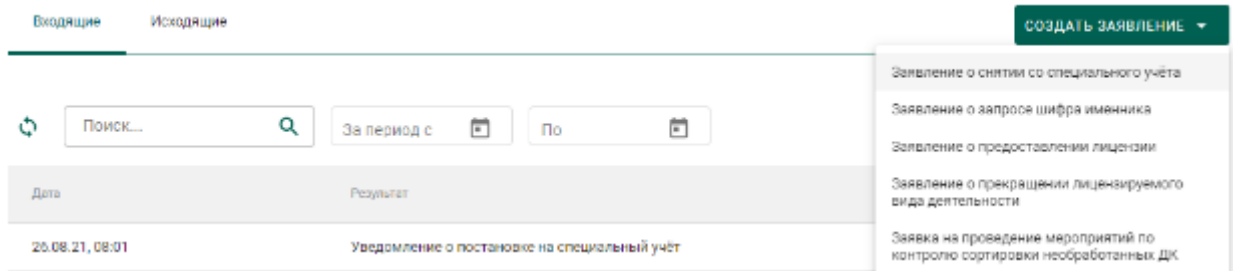 Входящие Исходящие СОЗДАТЬ ЗАЯВЛЕНИЕ
Заявление о снятии со специального учёта
Заявление о запросе шифра именника
Поиск... За период с По
Заявление о предоставлении лицензии
Заявление о прекращении лицензируемого
вида деятельности
Дата Результат
Заявка на проведение мероприятий по
контролю сортировки необработанных ДК
26.08.21, 08:01 Уведомление о постановке на специальный учёт